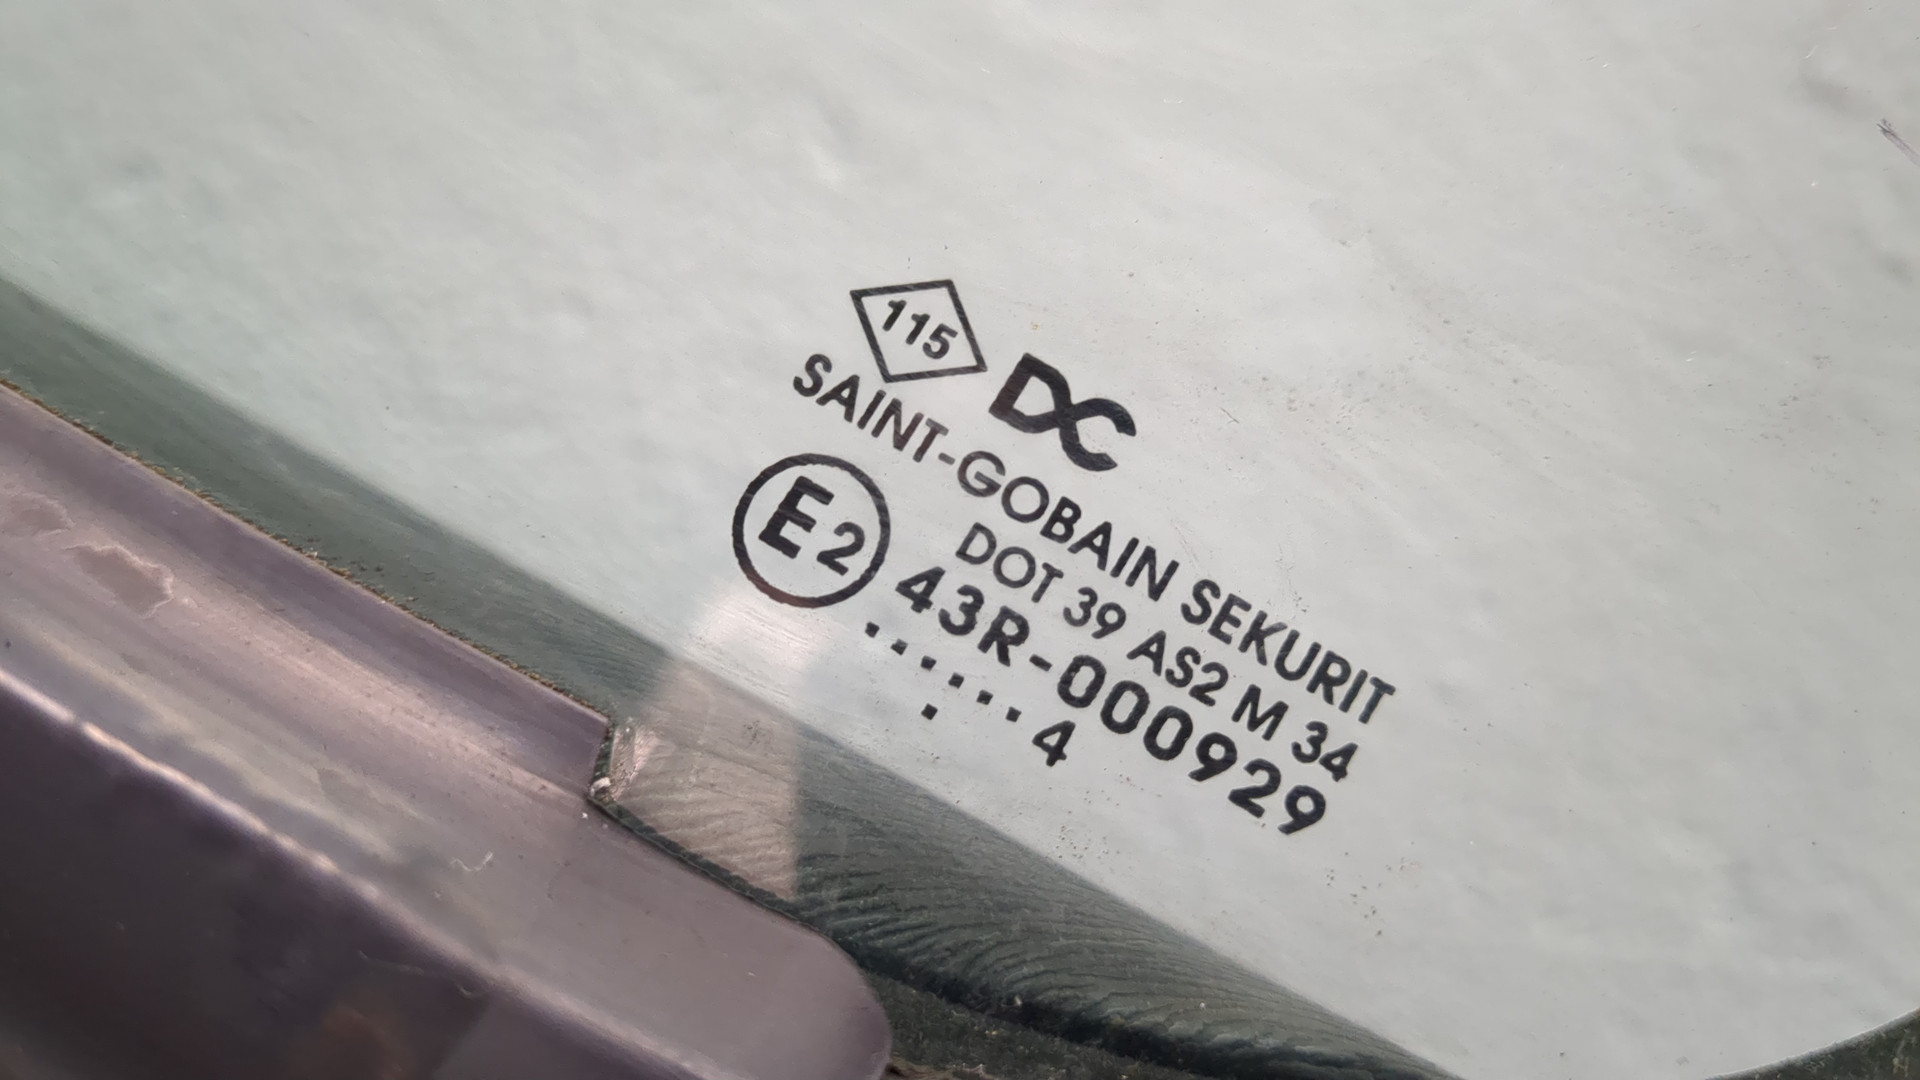 115
DC
SAINT-GOBAIN SEKURIT
DOT 39 AS2 M 34
E2 43R-000929
. . . . . . 4
.